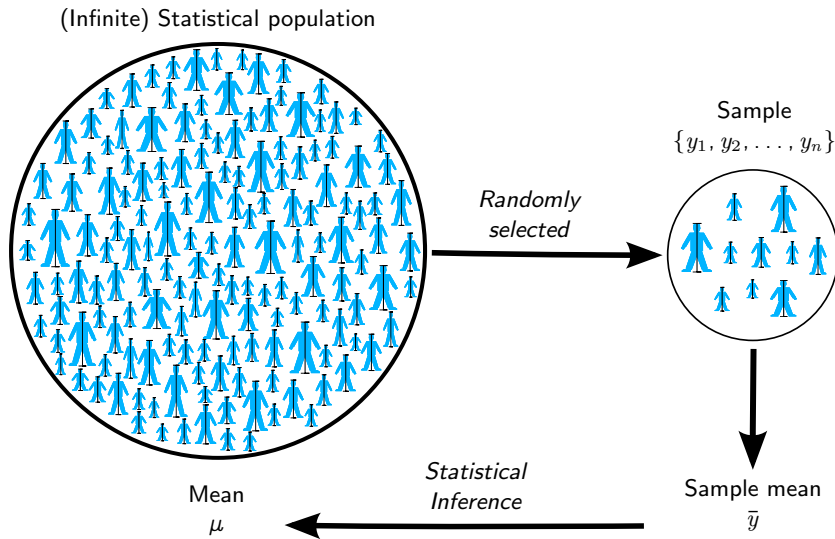 (Infinite) Statistical population
Sample
{y₁, y₂, . . . , yₙ}
Randomly
selected
Statistical
Inference
Mean
μ
Sample mean
ȳ